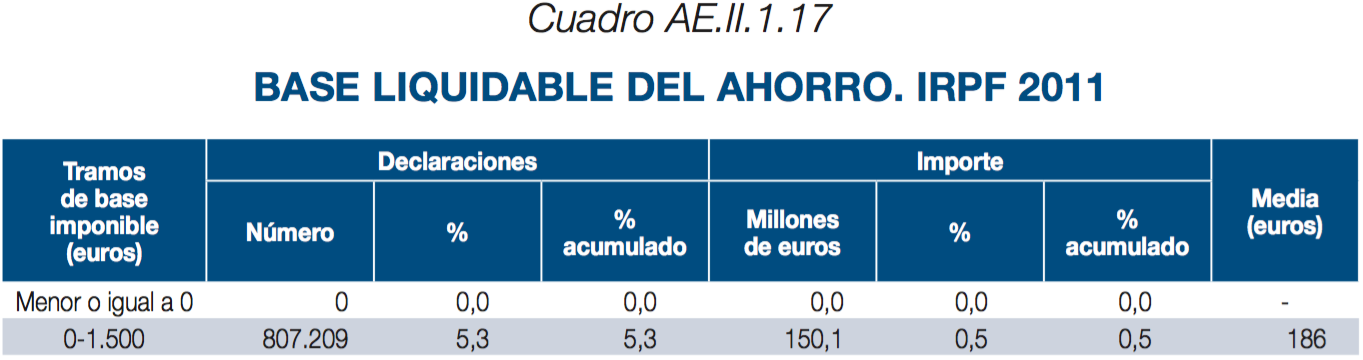 Cuadro AE.II.1.17
BASE LIQUIDABLE DEL AHORRO. IRPF 2011
Tramos de base imponible (euros) Declaraciones Importe Media (euros)
Número % % acumulado Millones de euros % % acumulado
Menor o igual a 0 0 0,0 0,0 0,0 0,0 0,0 -
0-1.500 807.209 5,3 5,3 150,1 0,5 0,5 186